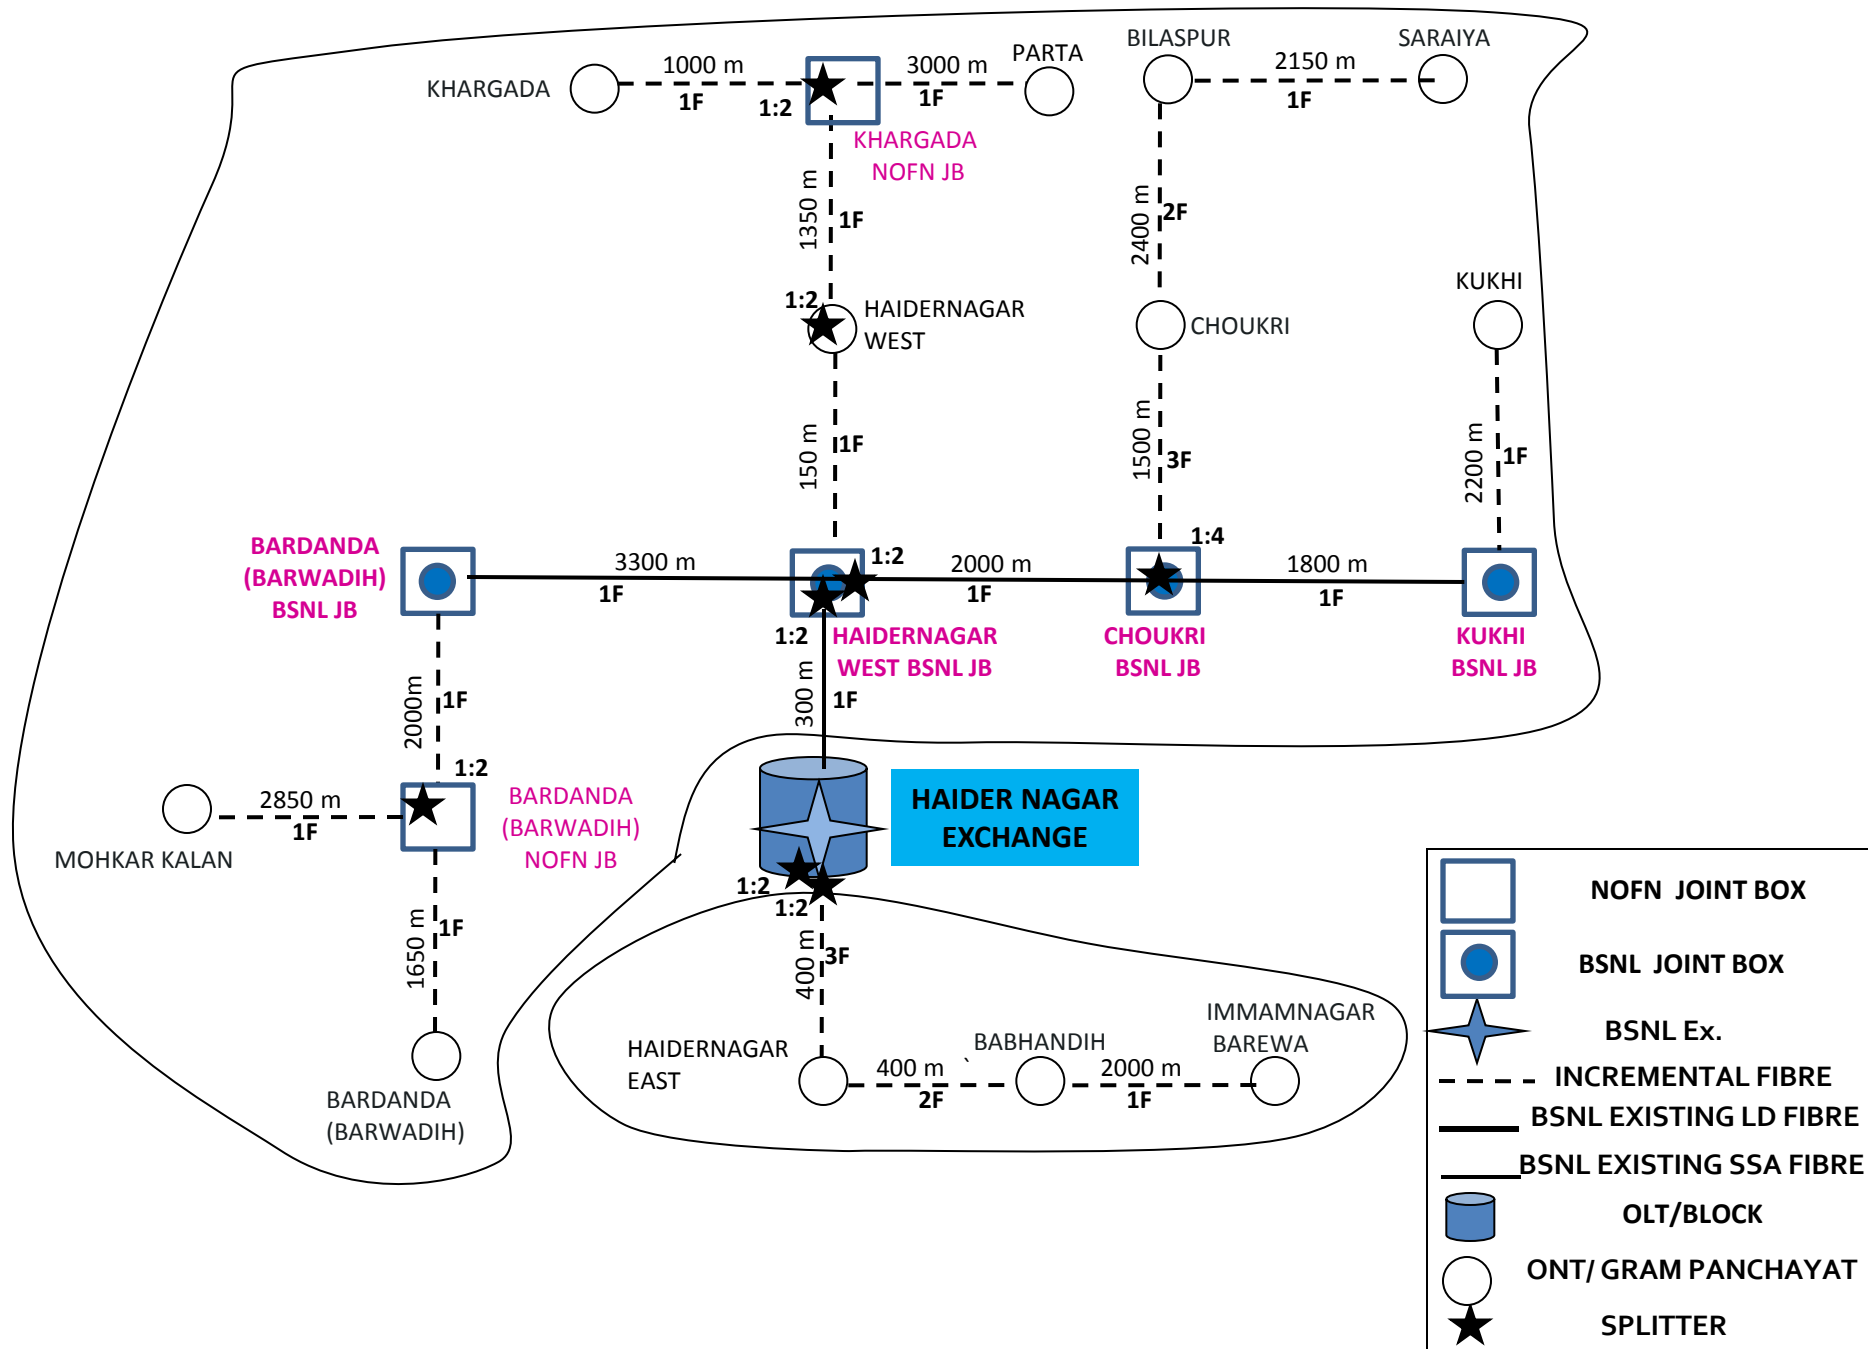 BILASPUR
SARAIYA
PARTA
1000 m
3000 m
2150 m
KHARGADA
1F
1:2
1F
1F
KHARGADA
NOFN JB
1350 m
1F
2400 m
2F
1:2
HAIDERNAGAR
WEST
CHOUKRI
KUKHI
150 m
1F
1500 m
3F
2200 m
1F
BARDANDA
(BARWADIH)
BSNL JB
3300 m
1F
1:2
2000 m
1F
1:4
1800 m
1F
1:2
HAIDERNAGAR
WEST BSNL JB
CHOUKRI
BSNL JB
KUKHI
BSNL JB
300 m
1F
2000m
1F
1:2
2850 m
1F
MOHKAR KALAN
BARDANDA
(BARWADIH)
NOFN JB
HAIDER NAGAR
EXCHANGE
1:2
1:2
1650 m
1F
400 m
3F
BARDANDA
(BARWADIH)
HAIDERNAGAR
EAST
400 m `
2F
BABHANDIH
2000 m
1F
IMMAMNAGAR
BAREWA
NOFN JOINT BOX
BSNL JOINT BOX
BSNL Ex.
INCREMENTAL FIBRE
BSNL EXISTING LD FIBRE
BSNL EXISTING SSA FIBRE
OLT/BLOCK
ONT/ GRAM PANCHAYAT
SPLITTER